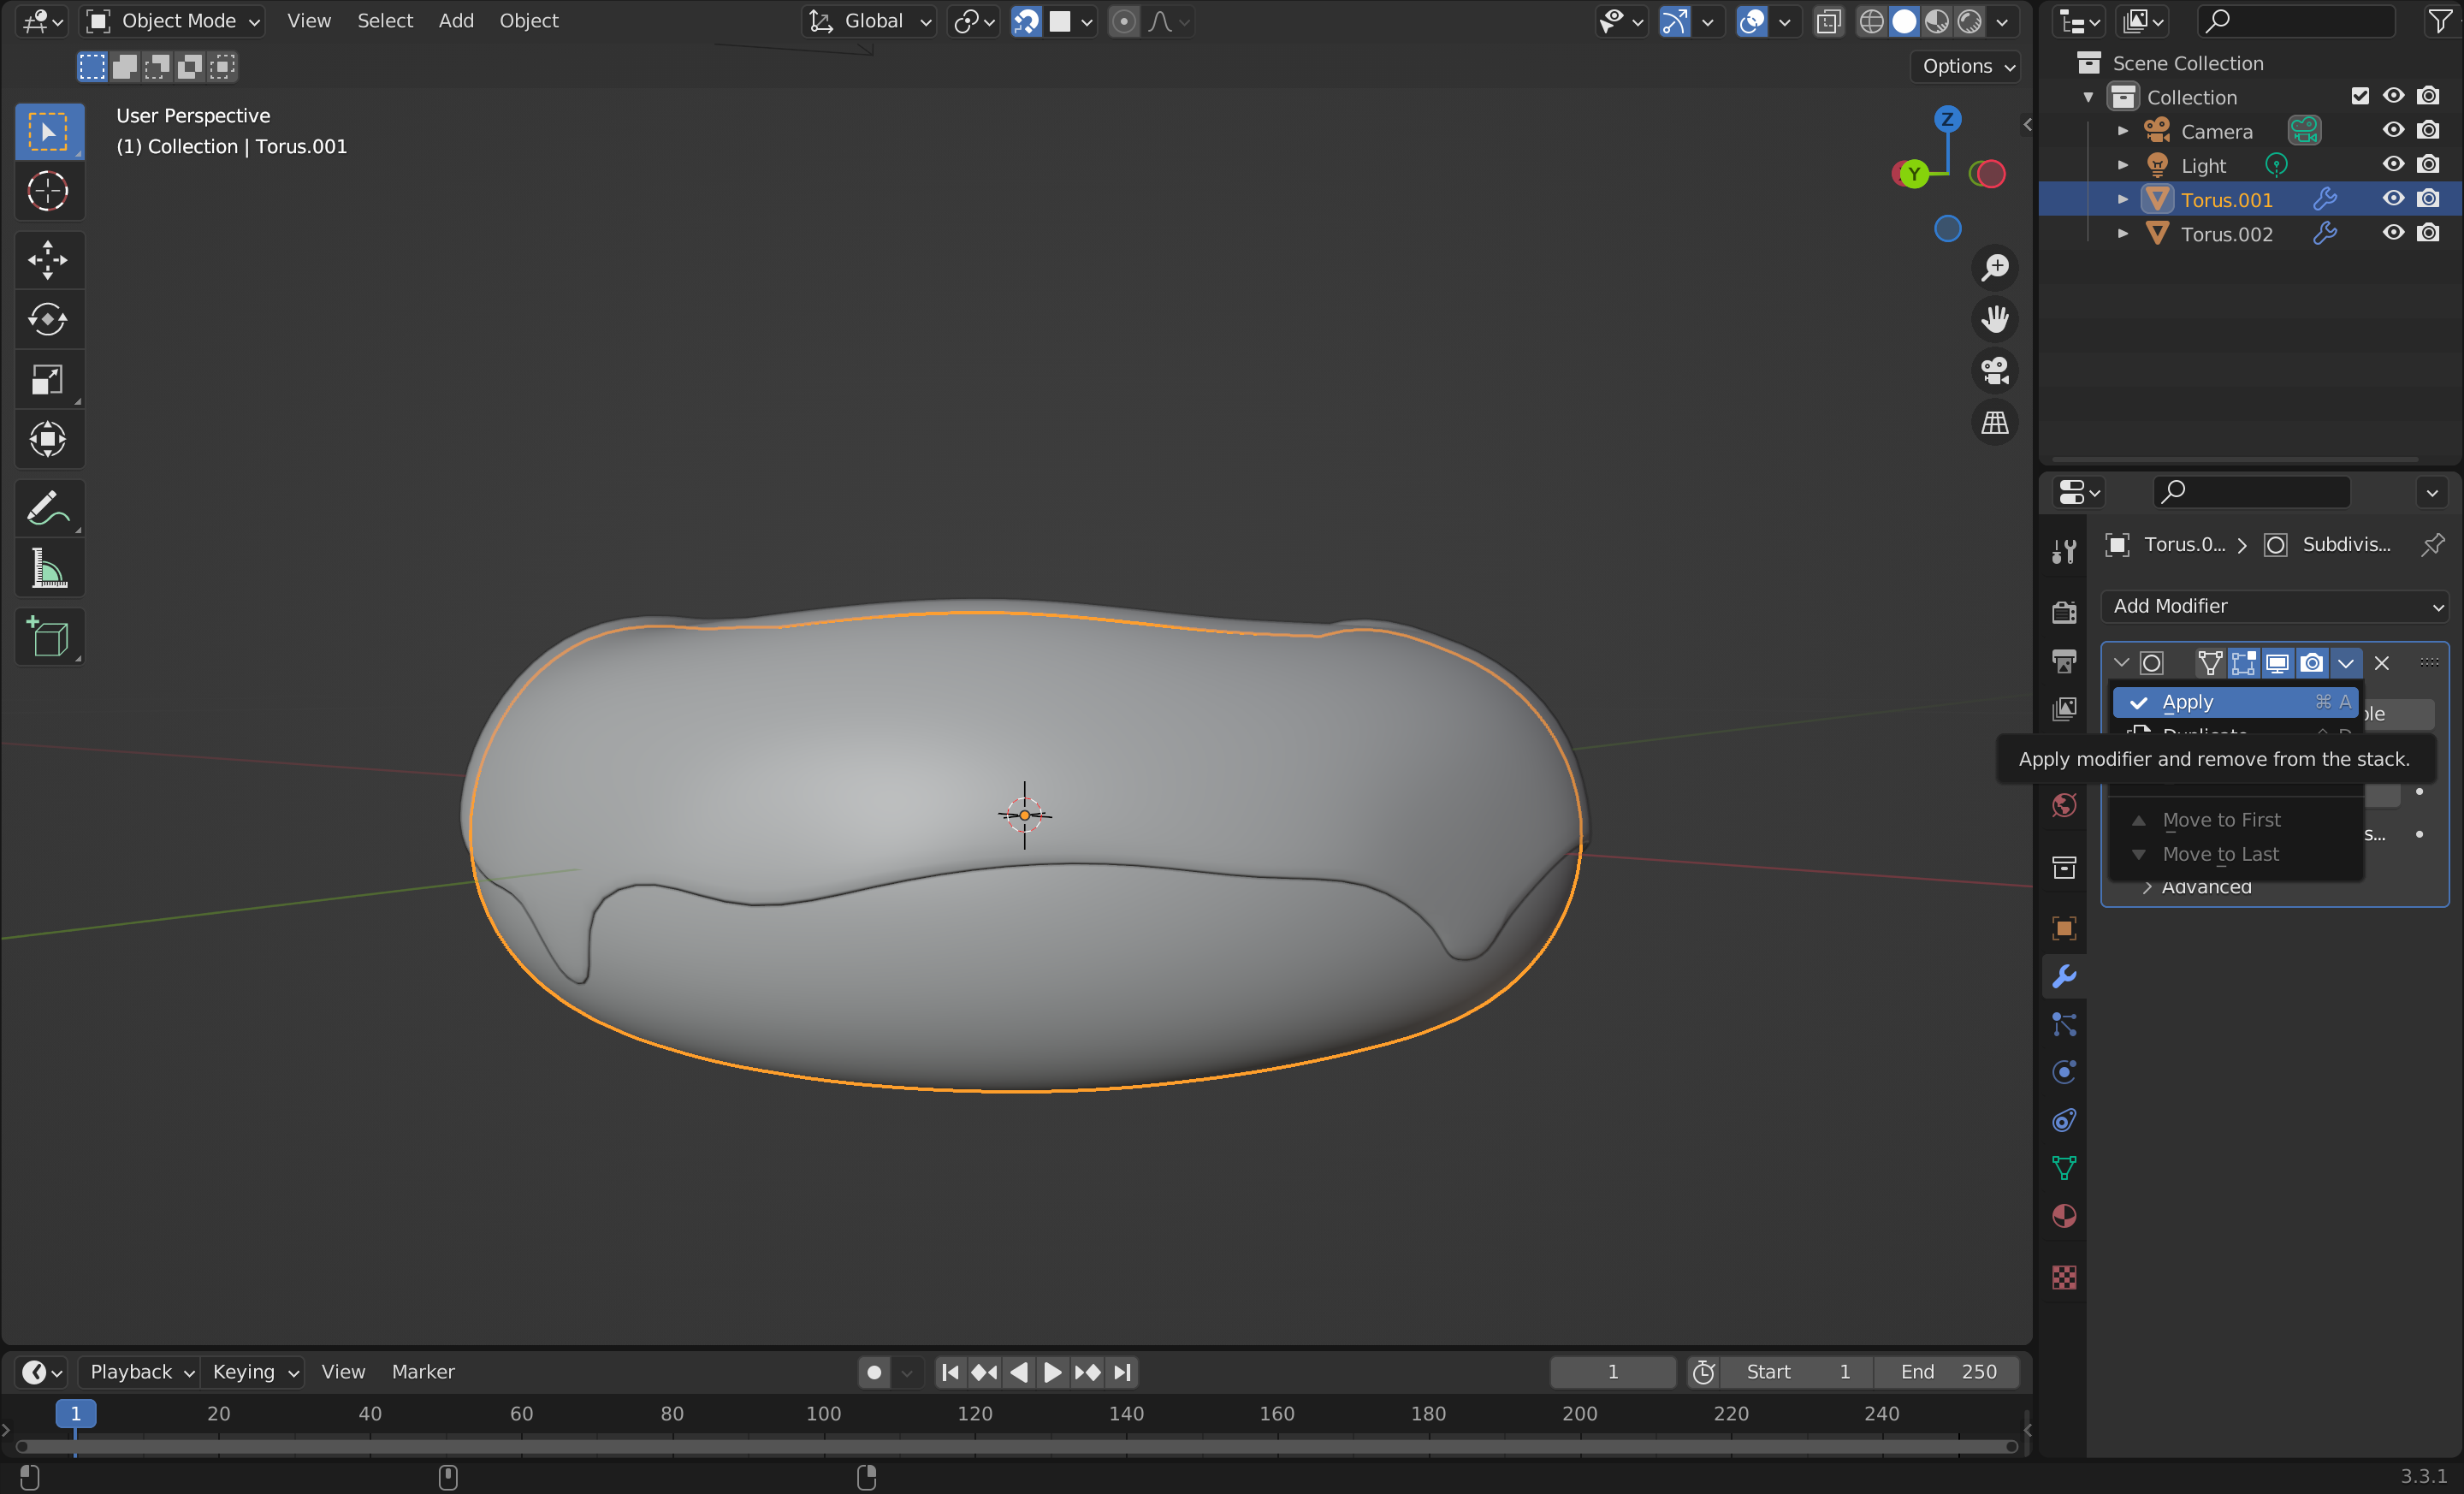 Object Mode View Select Add Object Global
Options
User Perspective
(1) Collection | Torus.001
Z
Y
Scene Collection
Collection
Camera
Light
Torus.001
Torus.002
Torus.0... Subdivis...
Add Modifier
Apply ⌘ A
Duplicate
Apply modifier and remove from the stack.
Move to First
Move to Last
s...
Advanced
Playback Keying View Marker
1 Start 1 End 250
1 20 40 60 80 100 120 140 160 180 200 220 240
3.3.1